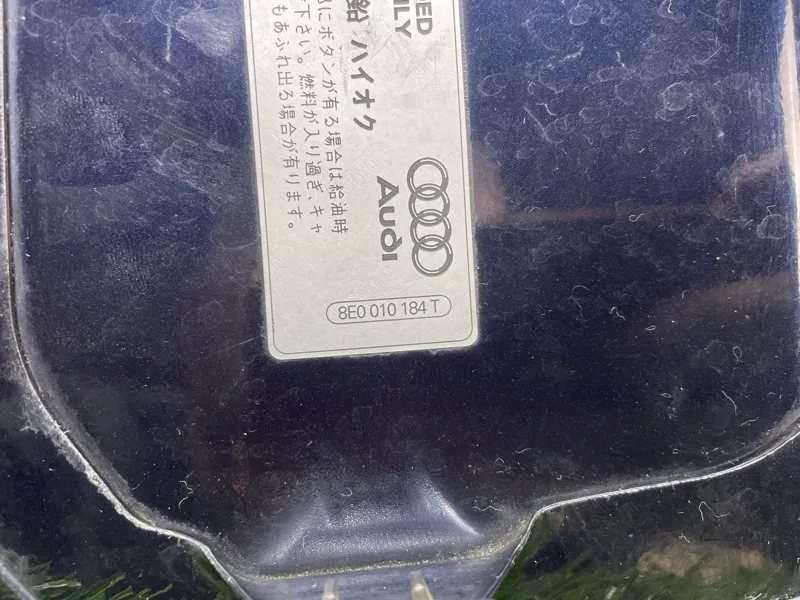 ED
LY
鉛 ハイオク
Audi
にボタンが有る場合は給油時
下さい。燃料が入り過ぎ、キャ
もあふれ出る場合が有ります。
8E0 010 184 T